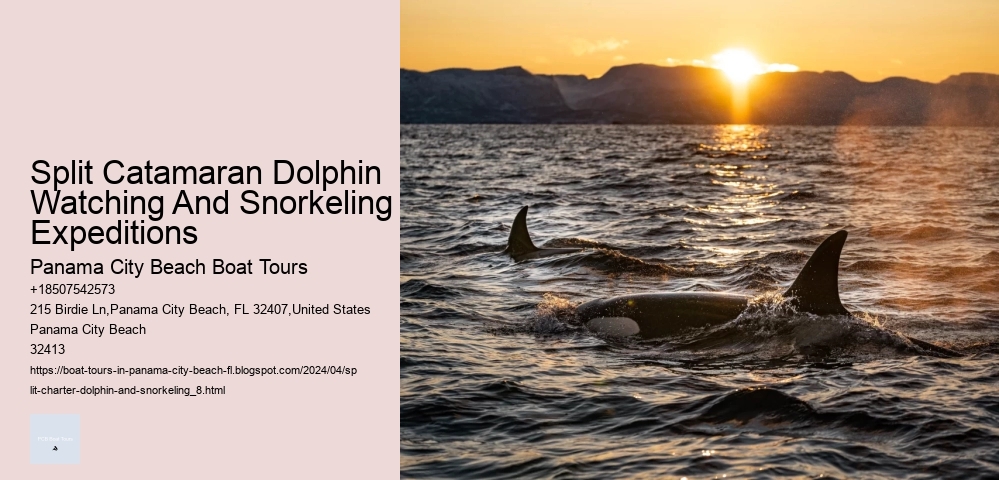 Split Catamaran Dolphin
Watching And Snorkeling
Expeditions
Panama City Beach Boat Tours
+18507542573
215 Birdie Ln,Panama City Beach, FL 32407,United States
Panama City Beach
32413
https://boat-tours-in-panama-city-beach-fl.blogspot.com/2024/04/sp
lit-charter-dolphin-and-snorkeling_8.html